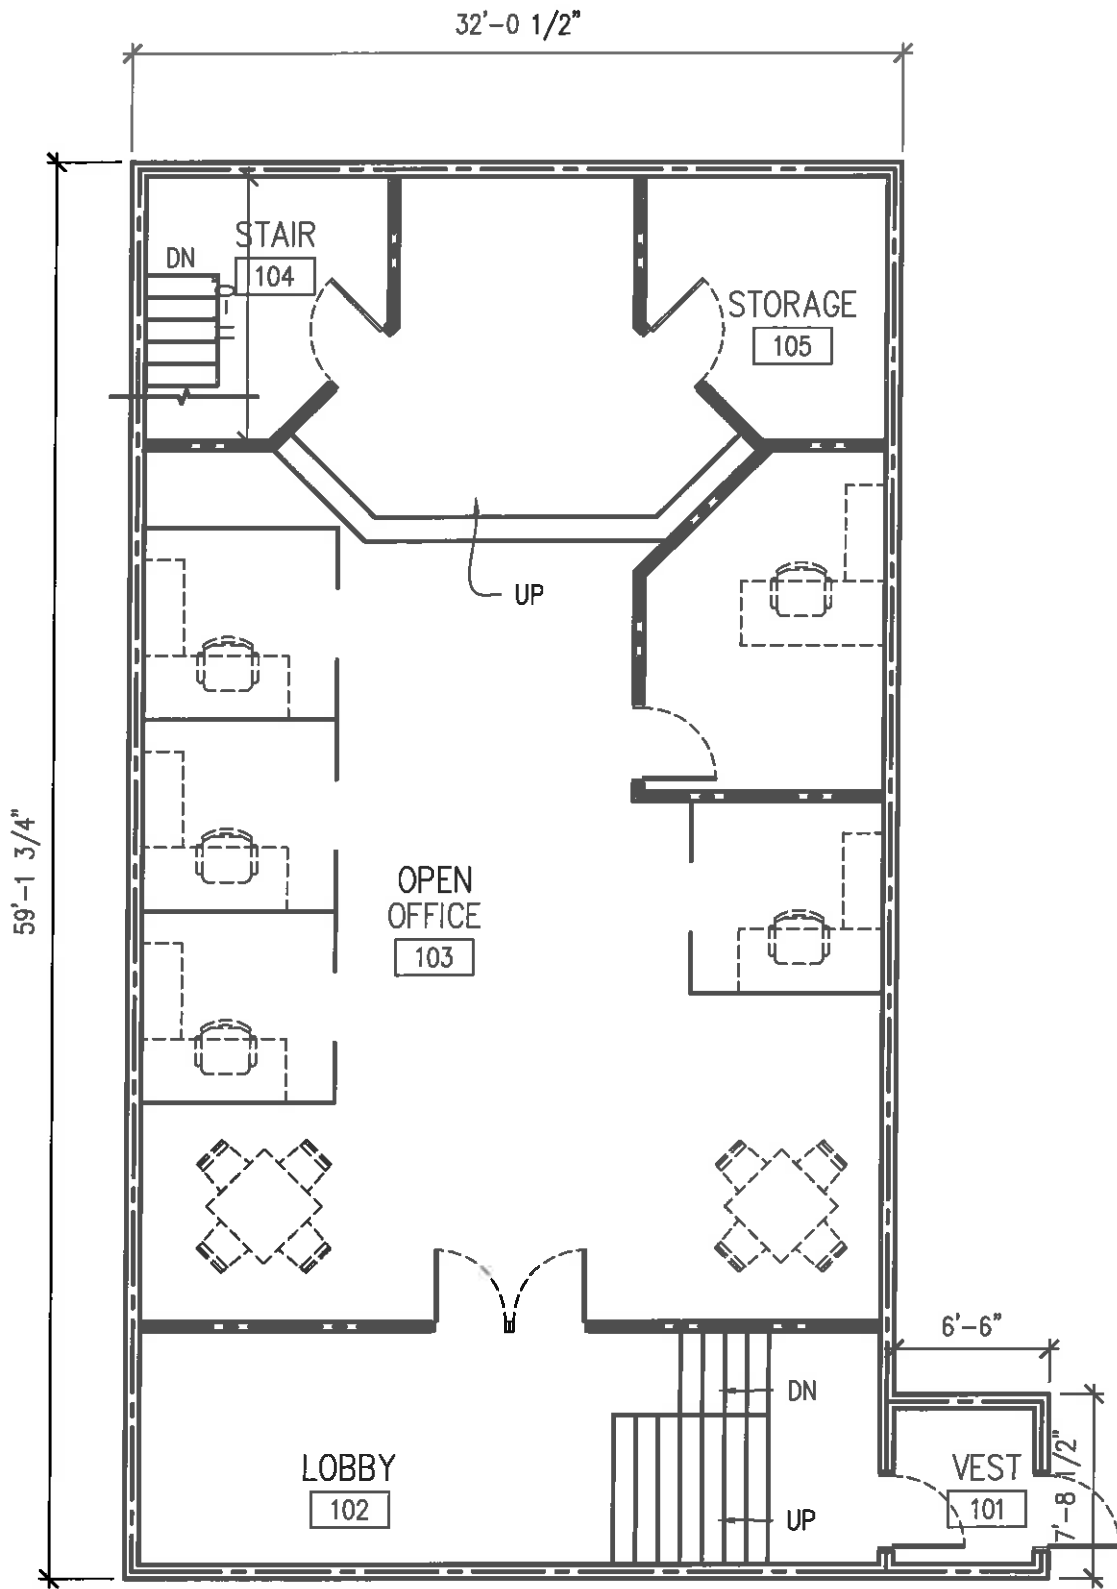 32'-0 1/2"
STAIR
DN
104
STORAGE
105
UP
59'-1 3/4"
OPEN
OFFICE
103
6'-6"
DN
LOBBY
102
VEST
101
7'-8 1/2"
UP